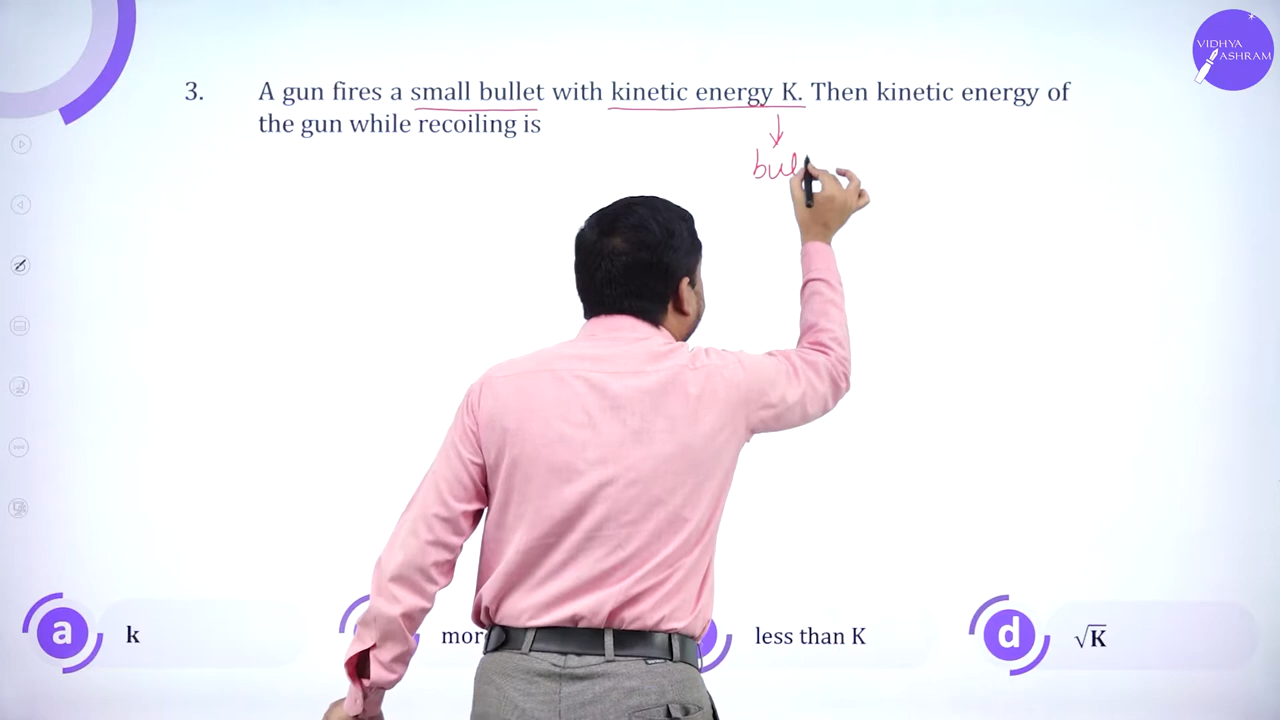 VIDHYA
ASHRAM
3. A gun fires a small bullet with kinetic energy K. Then kinetic energy of
the gun while recoiling is
bul
a k
less than K
d √K